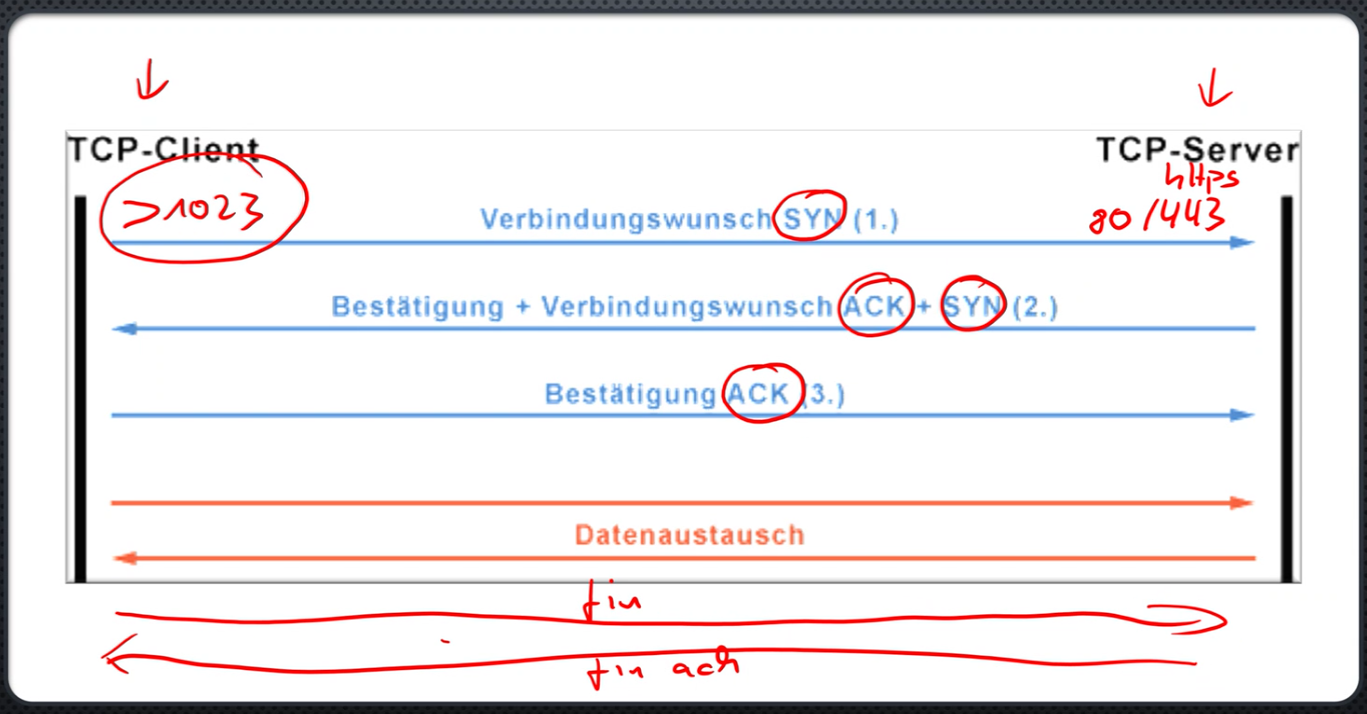 TCP-Client
TCP-Server
>1023
https
80/443
Verbindungswunsch SYN (1.)
Bestätigung + Verbindungswunsch ACK + SYN (2.)
Bestätigung ACK (3.)
Datenaustausch
fin
fin ack